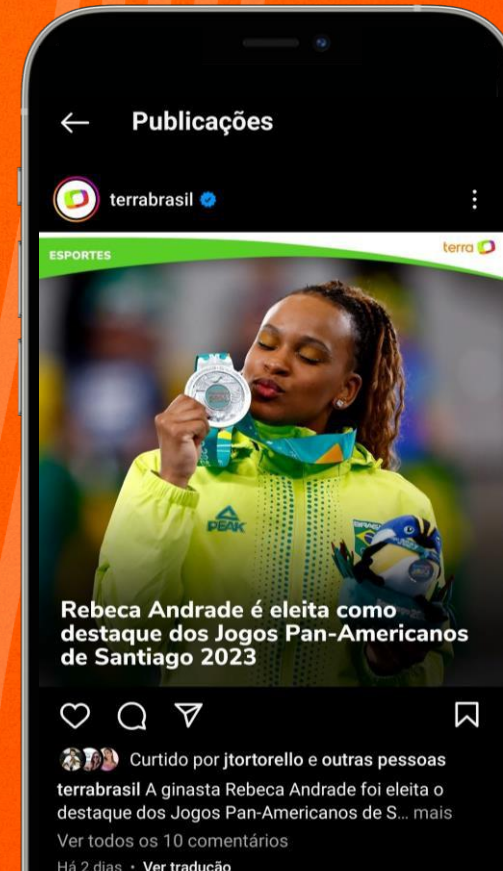 Publicações
terrabrasil
ESPORTES
terra
PEAK
BRASIL
Rebeca Andrade é eleita como
destaque dos Jogos Pan-Americanos
de Santiago 2023
Curtido por jtortorello e outras pessoas
terrabrasil A ginasta Rebeca Andrade foi eleita o
destaque dos Jogos Pan-Americanos de S... mais
Ver todos os 10 comentários
Há 2 dias • Ver tradução